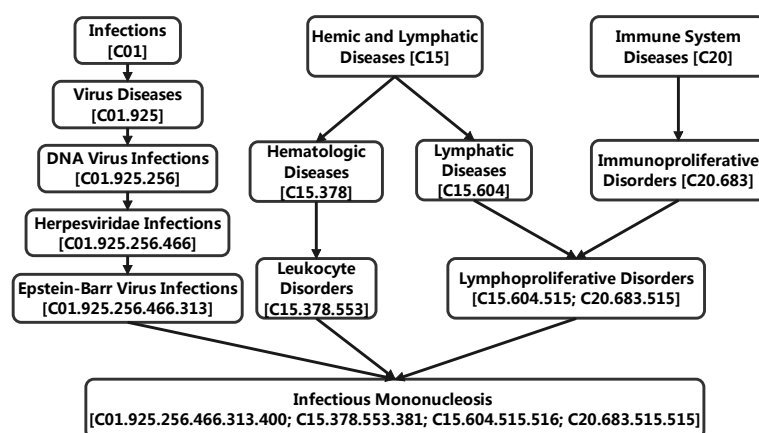 Infections
[C01]
Hemic and Lymphatic
Diseases [C15]
Immune System
Diseases [C20]
Virus Diseases
[C01.925]
DNA Virus Infections
[C01.925.256]
Hematologic
Diseases
[C15.378]
Lymphatic
Diseases
[C15.604]
Immunoproliferative
Disorders [C20.683]
Herpesviridae Infections
[C01.925.256.466]
Epstein-Barr Virus Infections
[C01.925.256.466.313]
Leukocyte
Disorders
[C15.378.553]
Lymphoproliferative Disorders
[C15.604.515; C20.683.515]
Infectious Mononucleosis
[C01.925.256.466.313.400; C15.378.553.381; C15.604.515.516; C20.683.515.515]